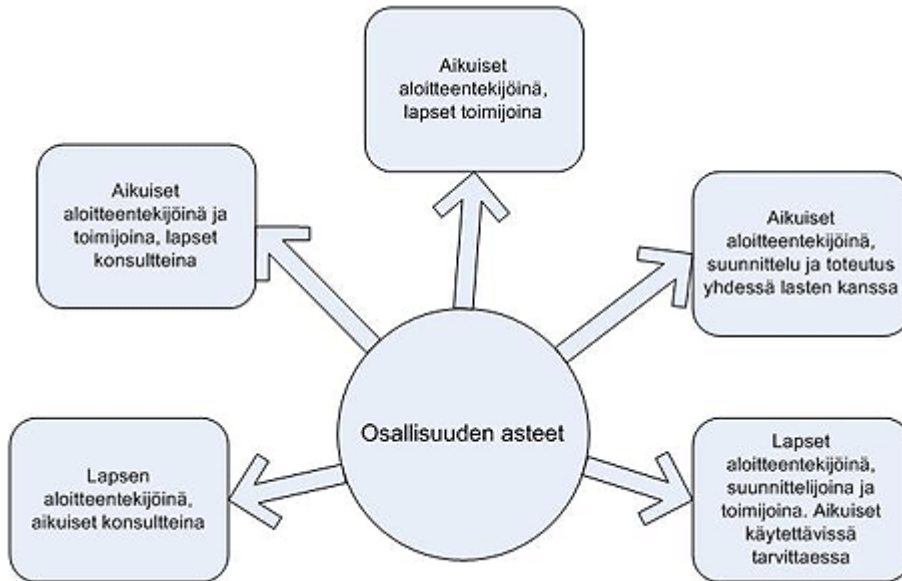 Aikuiset
aloitteentekijöinä,
lapset toimijoina
Aikuiset
aloitteentekijöinä ja
toimijoina, lapset
konsultteina
Aikuiset
aloitteentekijöinä,
suunnittelu ja toteutus
yhdessä lasten kanssa
Osallisuuden asteet
Lapsen
aloitteentekijöinä,
aikuiset konsultteina
Lapset
aloitteentekijöinä,
suunnittelijoina ja
toimijoina. Aikuiset
käytettävissä
tarvittaessa